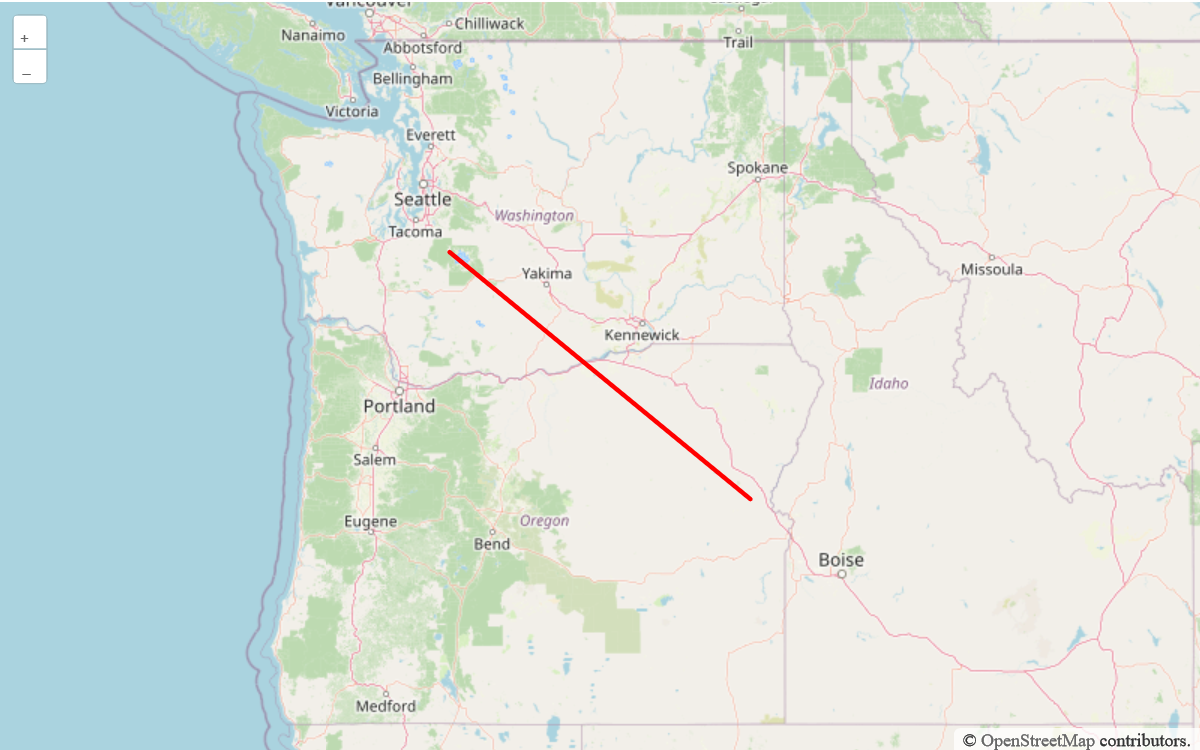 Vancouver
Chilliwack
Nanaimo
Trail
Abbotsford
+
–
Bellingham
Victoria
Everett
Spokane
Seattle
Washington
Tacoma
Yakima
Missoula
Kennewick
Idaho
Portland
Salem
Eugene
Oregon
Bend
Boise
Medford
© OpenStreetMap contributors.